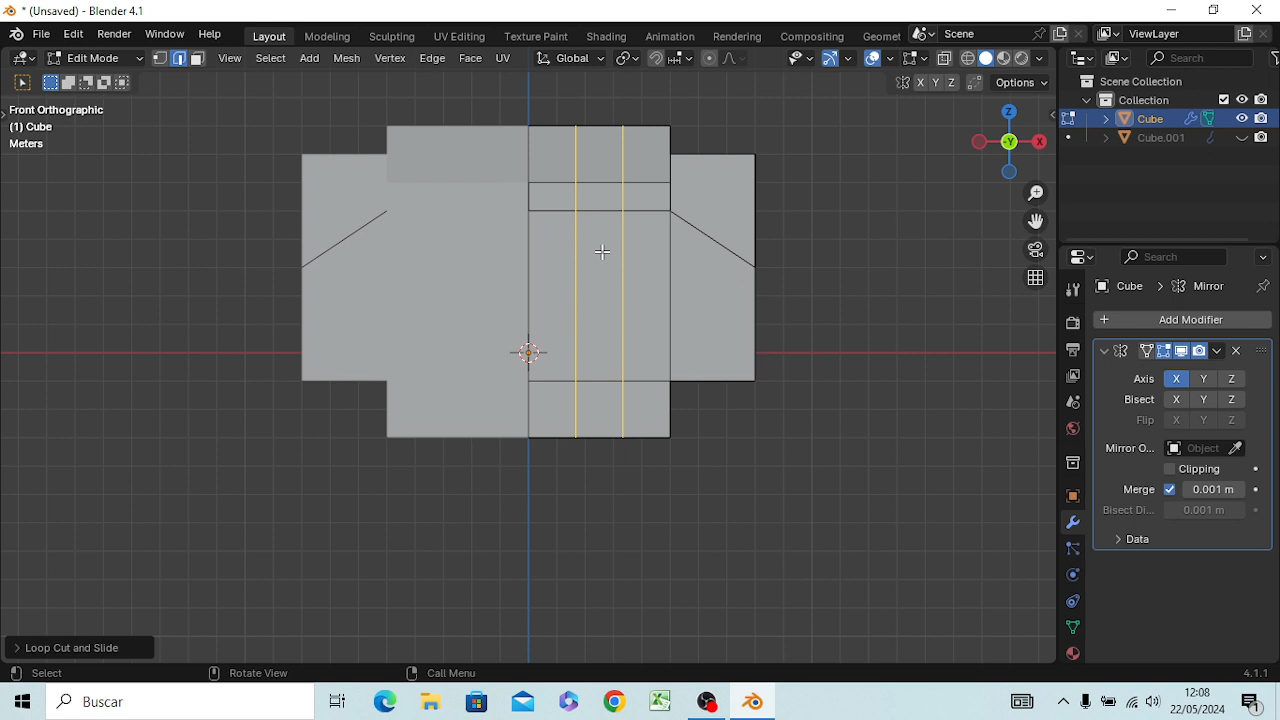 * (Unsaved) - Blender 4.1
File Edit Render Window Help Layout Modeling Sculpting UV Editing Texture Paint Shading Animation Rendering Compositing Geomet Scene ViewLayer
Edit Mode View Select Add Mesh Vertex Edge Face UV Global Search
X Y Z Options
Front Orthographic
(1) Cube
Meters
Scene Collection
Collection
Cube
Cube.001
Z
X
-Y
Search
Cube > Mirror
Add Modifier
Axis X Y Z
Bisect X Y Z
Flip X Y Z
Mirror O... Object
Clipping
Merge 0.001 m
Bisect Di... 0.001 m
Data
> Loop Cut and Slide
Select Rotate View Call Menu 4.1.1
Buscar
12:08
22/05/2024
1